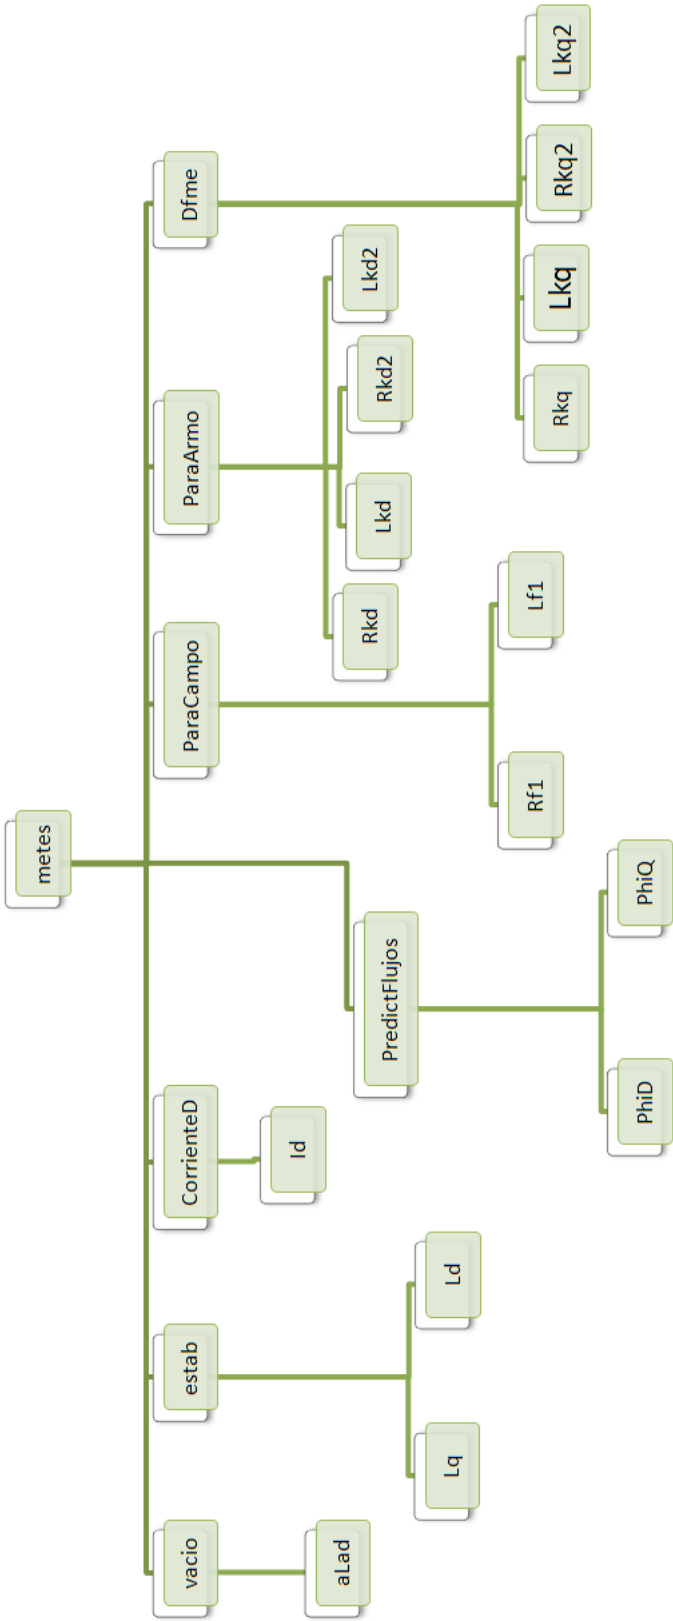 metes
vacio
estab
CorrienteD
PredictFlujos
ParaCampo
ParaArmo
Dfme
aLad
Lq
Ld
Id
PhiD
PhiQ
Rf1
Lf1
Rkd
Lkd
Rkd2
Lkd2
Rkq
Lkq
Rkq2
Lkq2